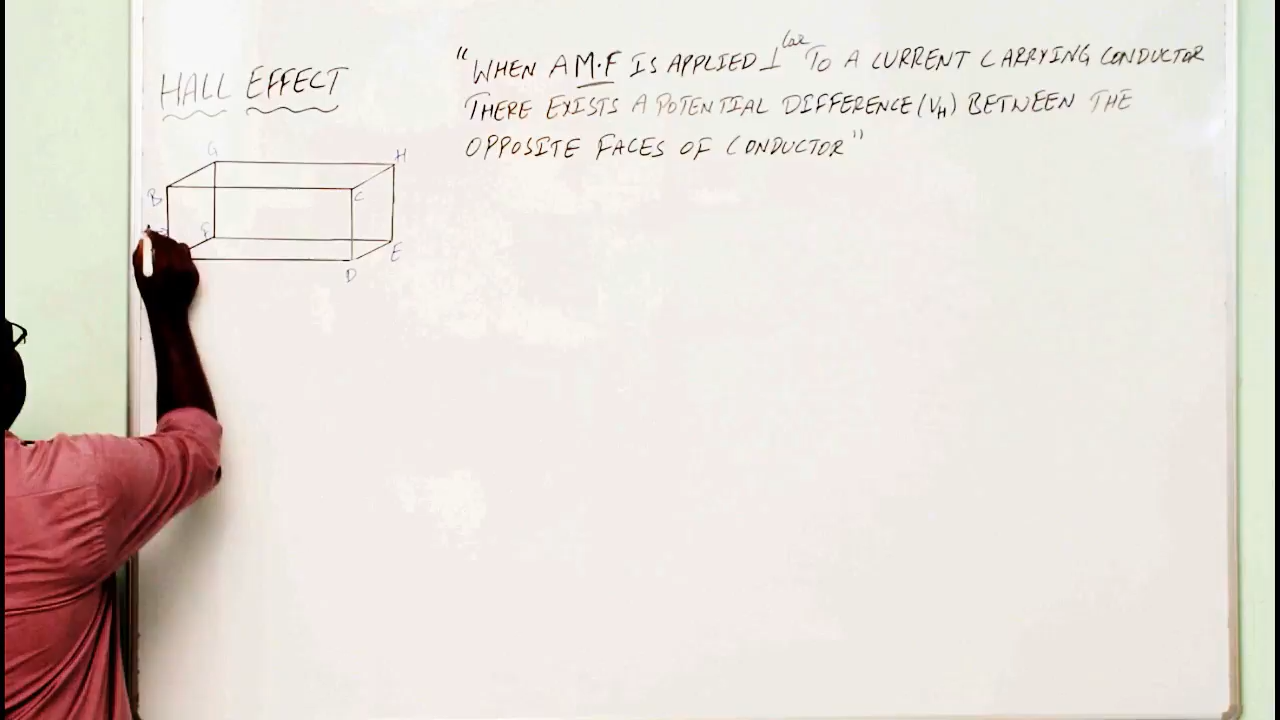 HALL EFFECT
"WHEN A M.F IS APPLIED ⊥lar TO A CURRENT CARRYING CONDUCTOR
THERE EXISTS A POTENTIAL DIFFERENCE (VH) BETWEEN THE
OPPOSITE FACES OF CONDUCTOR"
G H
B C
F E
D